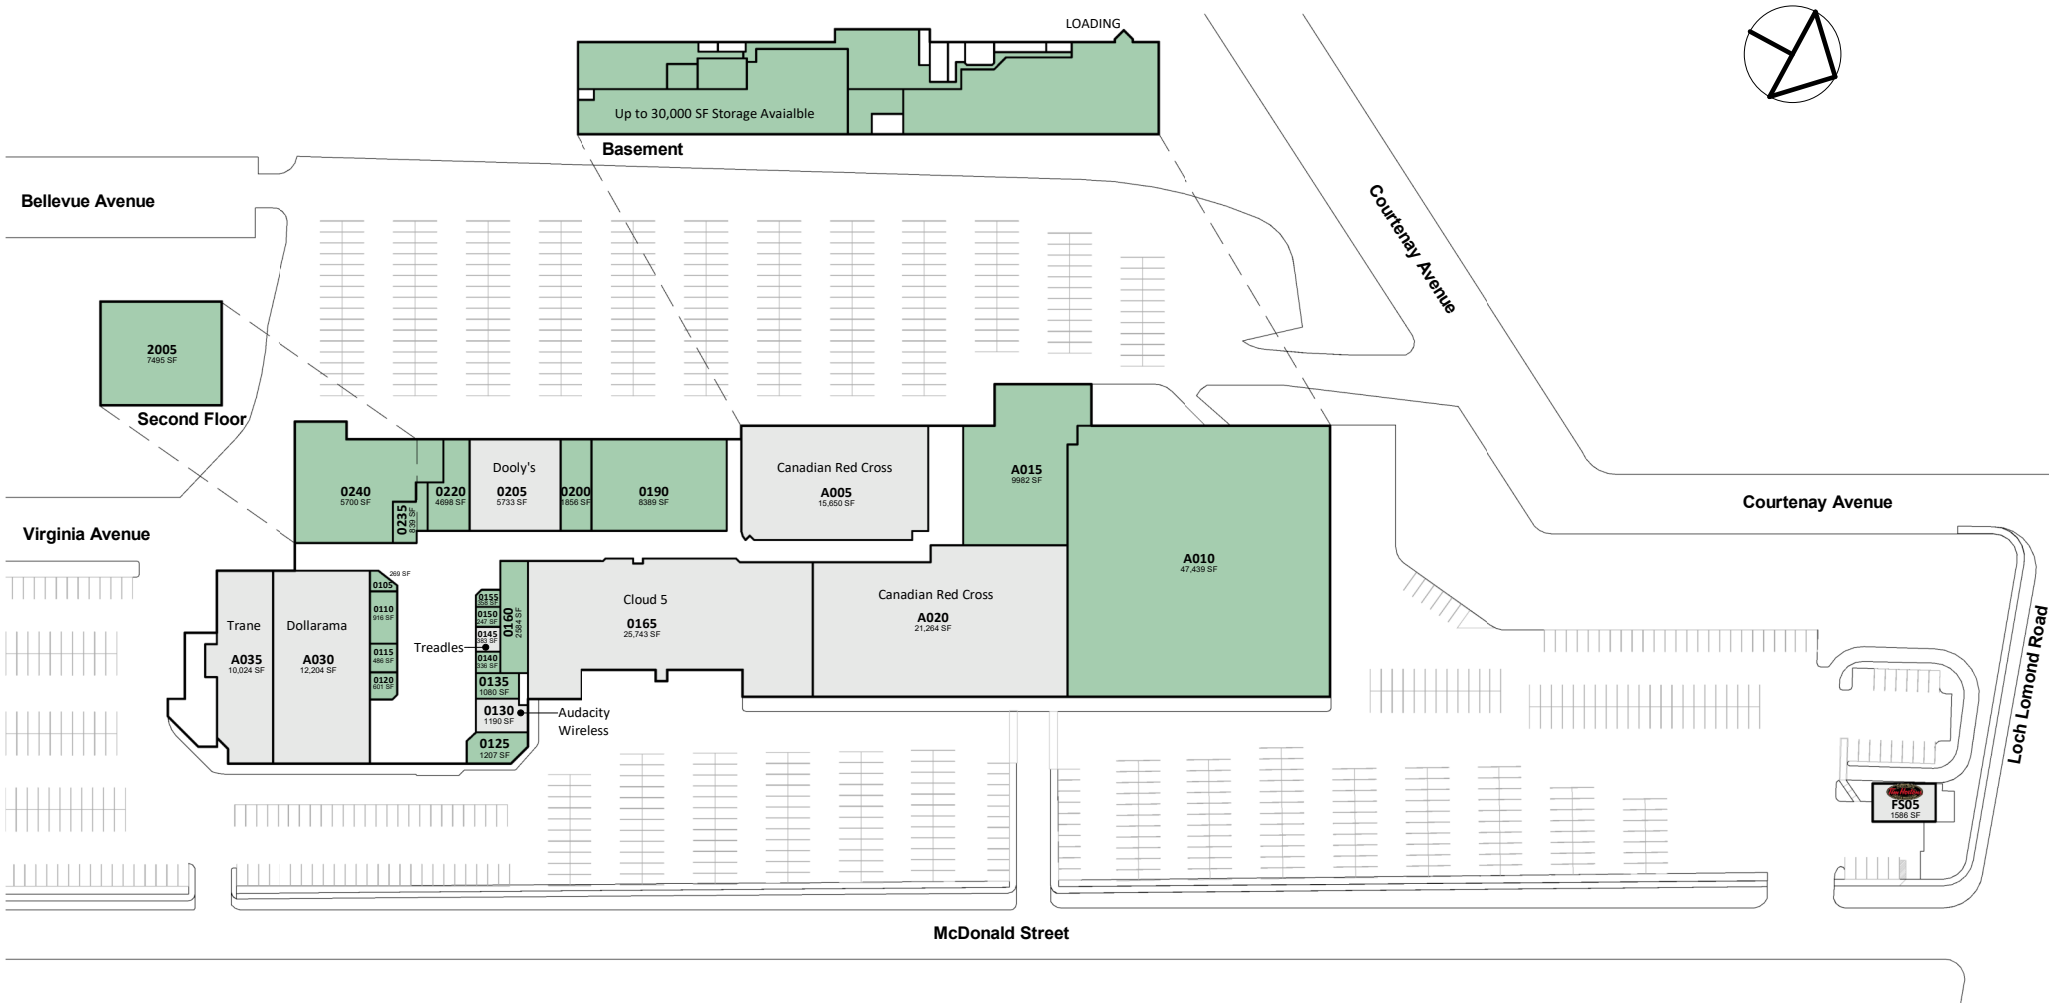 LOADING
Up to 30,000 SF Storage Avaialble
Basement
Bellevue Avenue
Courtenay Avenue
2005
7495 SF
Second Floor
Dooly's
Canadian Red Cross
A015
9982 SF
0240
5700 SF
0235
839 SF
0220
4698 SF
0205
5733 SF
0200
1856 SF
0190
8389 SF
A005
15,650 SF
Courtenay Avenue
Virginia Avenue
A010
47,439 SF
269 SF
0105
0110
916 SF
0115
486 SF
0120
601 SF
Trane
A035
10,024 SF
Dollarama
A030
12,204 SF
0155
358 SF
0150
247 SF
0145
383 SF
Treadles
0140
336 SF
0160
2584 SF
0135
1080 SF
0130
1190 SF
Audacity
Wireless
0125
1207 SF
Cloud 5
0165
25,743 SF
Canadian Red Cross
A020
21,264 SF
Loch Lomond Road
Tim Hortons
FS05
1586 SF
McDonald Street